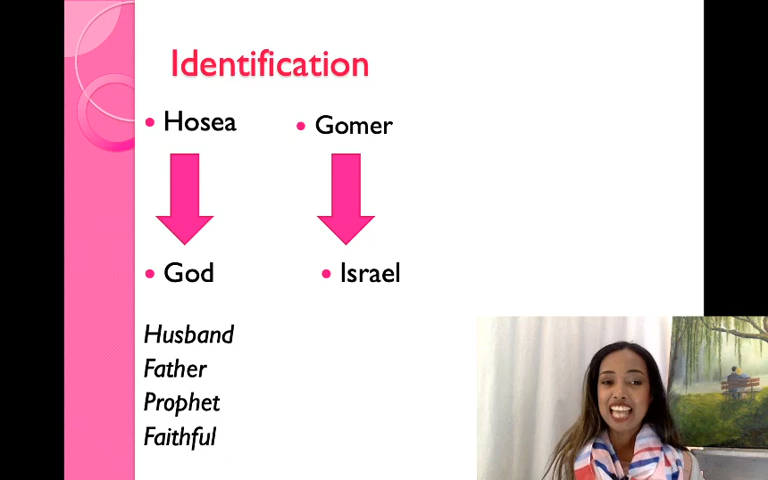 Identification
• Hosea • Gomer
• God • Israel
Husband
Father
Prophet
Faithful